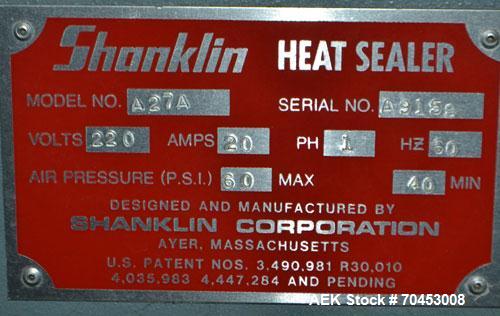 Shanklin HEAT SEALER
MODEL NO. A27A SERIAL NO.
VOLTS 220 AMPS 20 PH 1 HZ 60
AIR PRESSURE (P.S.I.) 60 MAX 40 MIN
DESIGNED AND MANUFACTURED BY
SHANKLIN CORPORATION
AYER, MASSACHUSETTS
U.S. PATENT NOS. 3,490,981 R30,010
4,035,983 4,447,284 AND PENDING
AEK Stock # 70453008